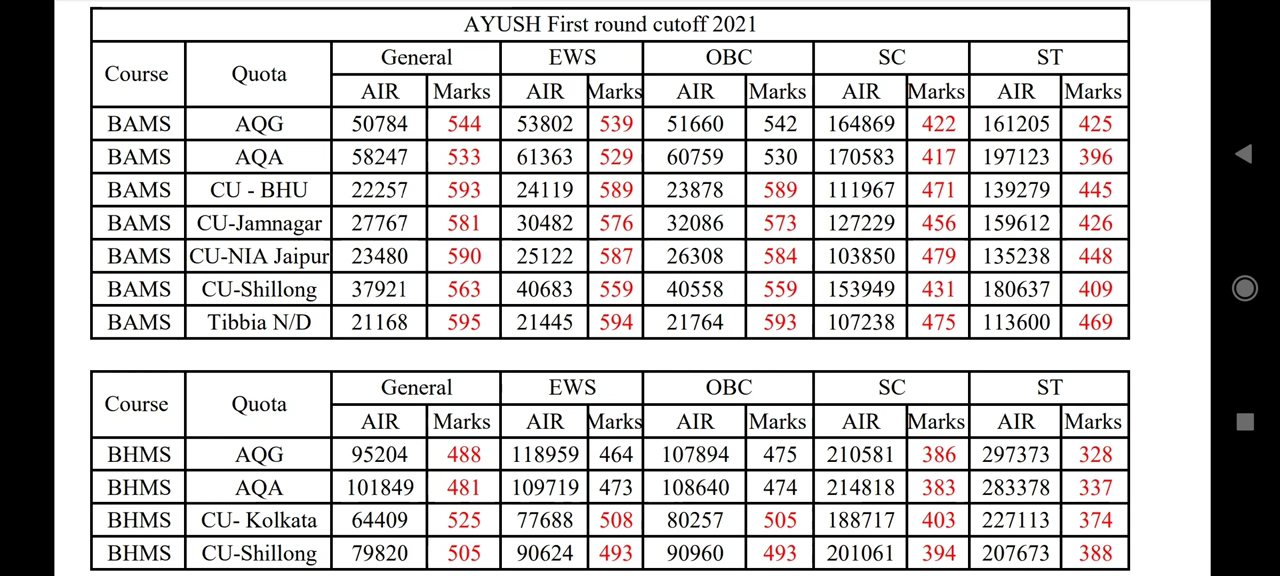 AYUSH First round cutoff 2021
Course Quota General EWS OBC SC ST
AIR Marks AIR Marks AIR Marks AIR Marks AIR Marks
BAMS AQG 50784 544 53802 539 51660 542 164869 422 161205 425
BAMS AQA 58247 533 61363 529 60759 530 170583 417 197123 396
BAMS CU - BHU 22257 593 24119 589 23878 589 111967 471 139279 445
BAMS CU-Jamnagar 27767 581 30482 576 32086 573 127229 456 159612 426
BAMS CU-NIA Jaipur 23480 590 25122 587 26308 584 103850 479 135238 448
BAMS CU-Shillong 37921 563 40683 559 40558 559 153949 431 180637 409
BAMS Tibbia N/D 21168 595 21445 594 21764 593 107238 475 113600 469
Course Quota General EWS OBC SC ST
AIR Marks AIR Marks AIR Marks AIR Marks AIR Marks
BHMS AQG 95204 488 118959 464 107894 475 210581 386 297373 328
BHMS AQA 101849 481 109719 473 108640 474 214818 383 283378 337
BHMS CU- Kolkata 64409 525 77688 508 80257 505 188717 403 227113 374
BHMS CU-Shillong 79820 505 90624 493 90960 493 201061 394 207673 388